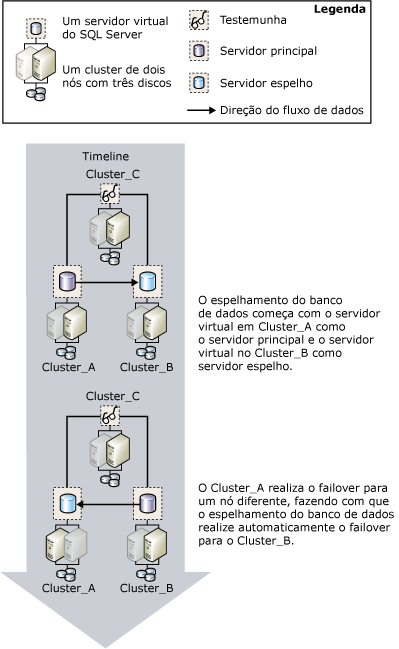 Legenda
Um servidor virtual
do SQL Server
Um cluster de dois
nós com três discos
Testemunha
Servidor principal
Servidor espelho
Direção do fluxo de dados
Timeline
Cluster_C
Cluster_A
Cluster_B
O espelhamento do banco
de dados começa com o servidor
virtual em Cluster_A como
o servidor principal e o servidor
virtual no Cluster_B como
servidor espelho.
Cluster_C
Cluster_A
Cluster_B
O Cluster_A realiza o failover para
um nó diferente, fazendo com que
o espelhamento do banco de dados
realize automaticamente o failover
para o Cluster_B.